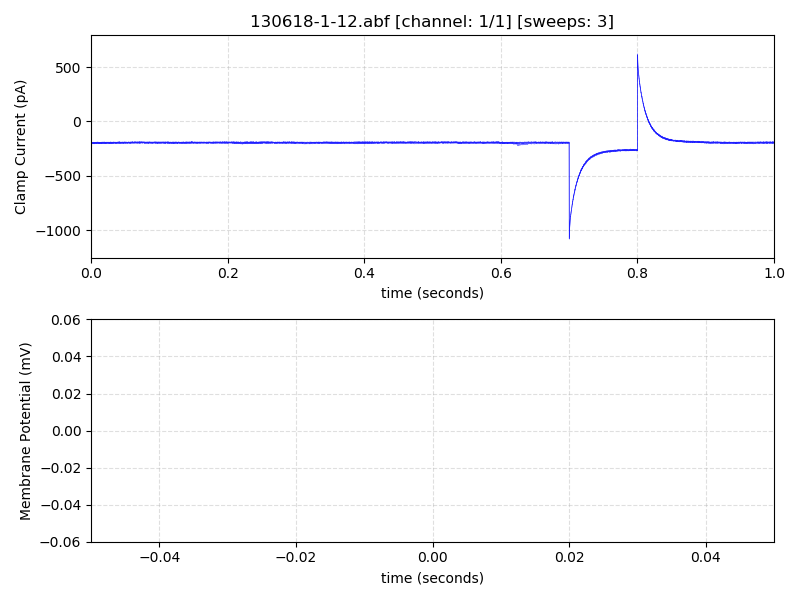 130618-1-12.abf [channel: 1/1] [sweeps: 3]
Clamp Current (pA)
500
0
−500
−1000
0.0 0.2 0.4 0.6 0.8 1.0
time (seconds)
Membrane Potential (mV)
0.06
0.04
0.02
0.00
−0.02
−0.04
−0.06
−0.04 −0.02 0.00 0.02 0.04
time (seconds)